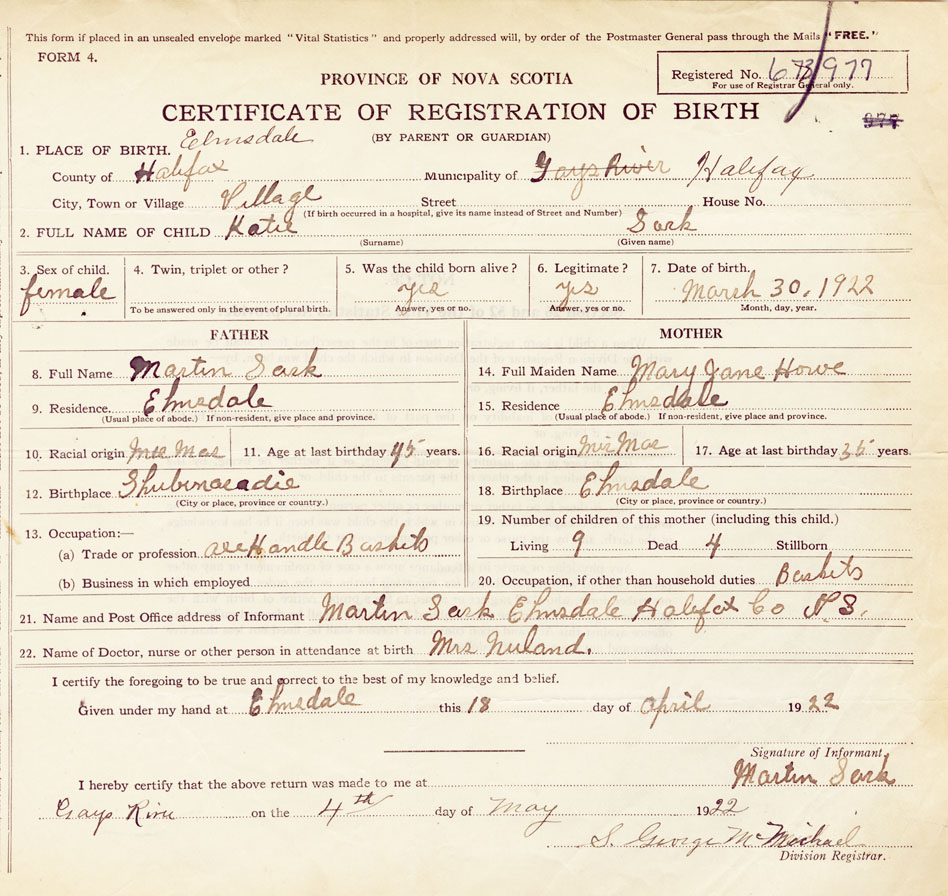 This form if placed in an unsealed envelope marked "Vital Statistics" and properly addressed will, by order of the Postmaster General pass through the Mails "FREE."
FORM 4.
PROVINCE OF NOVA SCOTIA
Registered No. 977
For use of Registrar General only.
CERTIFICATE OF REGISTRATION OF BIRTH
977
(BY PARENT OR GUARDIAN)
1. PLACE OF BIRTH. Elmsdale
County of Halifax Municipality of Gays River Halifax
City, Town or Village Village Street House No.
(If birth occurred in a hospital, give its name instead of Street and Number)
2. FULL NAME OF CHILD Katie Sark
(Surname) (Given name)
3. Sex of child. 4. Twin, triplet or other? 5. Was the child born alive? 6. Legitimate? 7. Date of birth.
female yes yes March 30, 1922
To be answered only in the event of plural birth. Answer, yes or no. Answer, yes or no. Month, day, year.
FATHER MOTHER
8. Full Name Martin Sark 14. Full Maiden Name Mary Jane Howe
9. Residence. Elmsdale 15. Residence Elmsdale
(Usual place of abode.) If non-resident, give place and province. (Usual place of abode.) If non-resident, give place and province.
10. Racial origin Mic Mac 11. Age at last birthday 45 years. 16. Racial origin Mic Mac 17. Age at last birthday 35 years.
12. Birthplace Shubenacadie 18. Birthplace Elmsdale
(City or place, province or country.) (City or place, province or country.)
13. Occupation:— 19. Number of children of this mother (including this child.)
(a) Trade or profession axe Handle Baskets Living 9 Dead 4 Stillborn
(b) Business in which employed 20. Occupation, if other than household duties Baskets
21. Name and Post Office address of Informant Martin Sark Elmsdale Halifax Co N S.
22. Name of Doctor, nurse or other person in attendance at birth Mrs Nuland.
I certify the foregoing to be true and correct to the best of my knowledge and belief.
Given under my hand at Elmsdale this 18 day of April 1922
Signature of Informant
Martin Sark
I hereby certify that the above return was made to me at
Gays River on the 4th day of May 1922
S. George McMichael
Division Registrar.